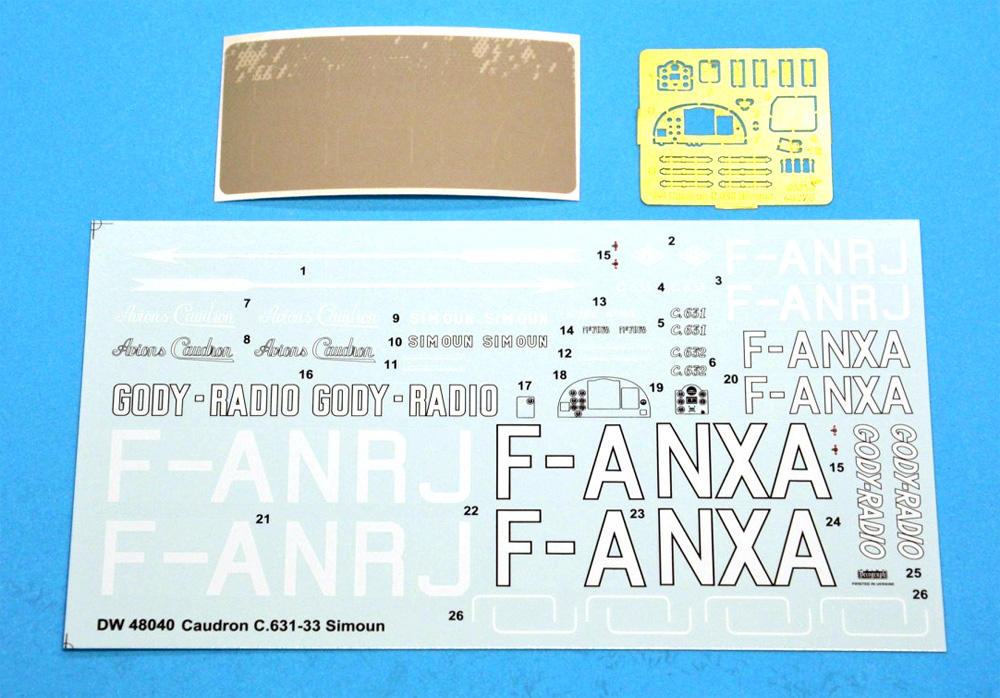 2
15
F-ANRJ
1
4
3
F-ANRJ
7
13
Avions Caudron Avions Caudron
9
SIMOUN SIMOUN
5
C.631
C.631
8
Avions Caudron Avions Caudron
10
SIMOUN SIMOUN
14
12
C.632
C.632
6
F-ANXA
11
16
17
18
19
20
F-ANXA
GODY-RADIO GODY-RADIO
F-ANRJ
F-ANXA
15
GODY-RADIO
GODY-RADIO
21
22
23
24
F-ANRJ
F-ANXA
25
PRINTED IN UKRAINE
26
26
DW 48040 Caudron C.631-33 Simoun